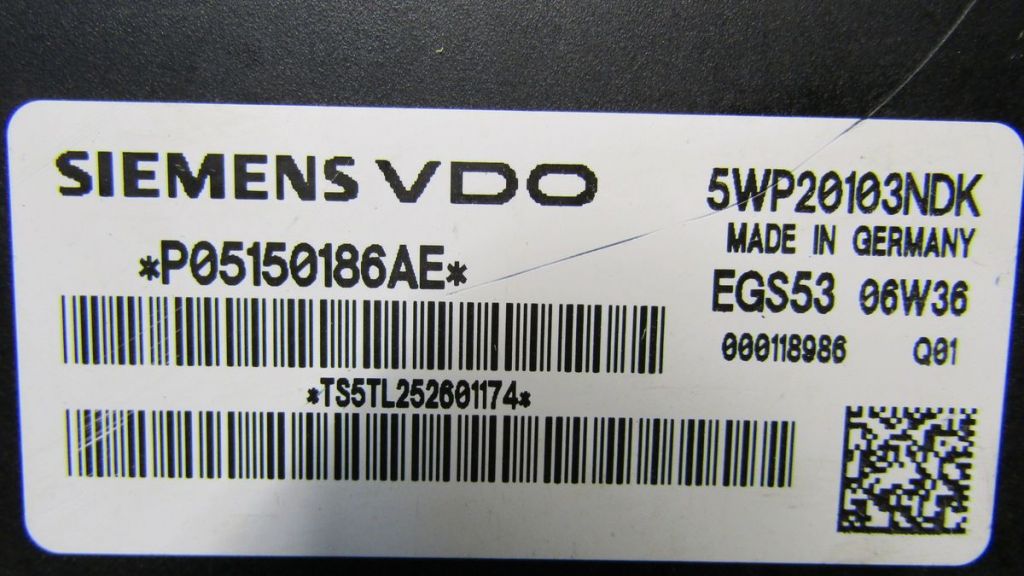 SIEMENS VDO
*P05150186AE*
*TS5TL252601174*
5WP20103NDK
MADE IN GERMANY
EGS53 06W36
000118986 Q01